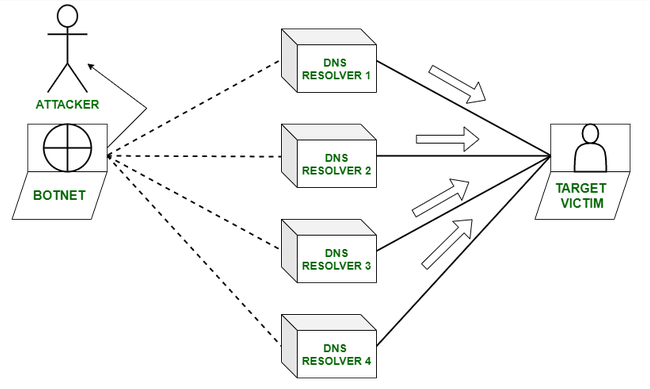 ATTACKER
BOTNET
DNS
RESOLVER 1
DNS
RESOLVER 2
DNS
RESOLVER 3
DNS
RESOLVER 4
TARGET
VICTIM